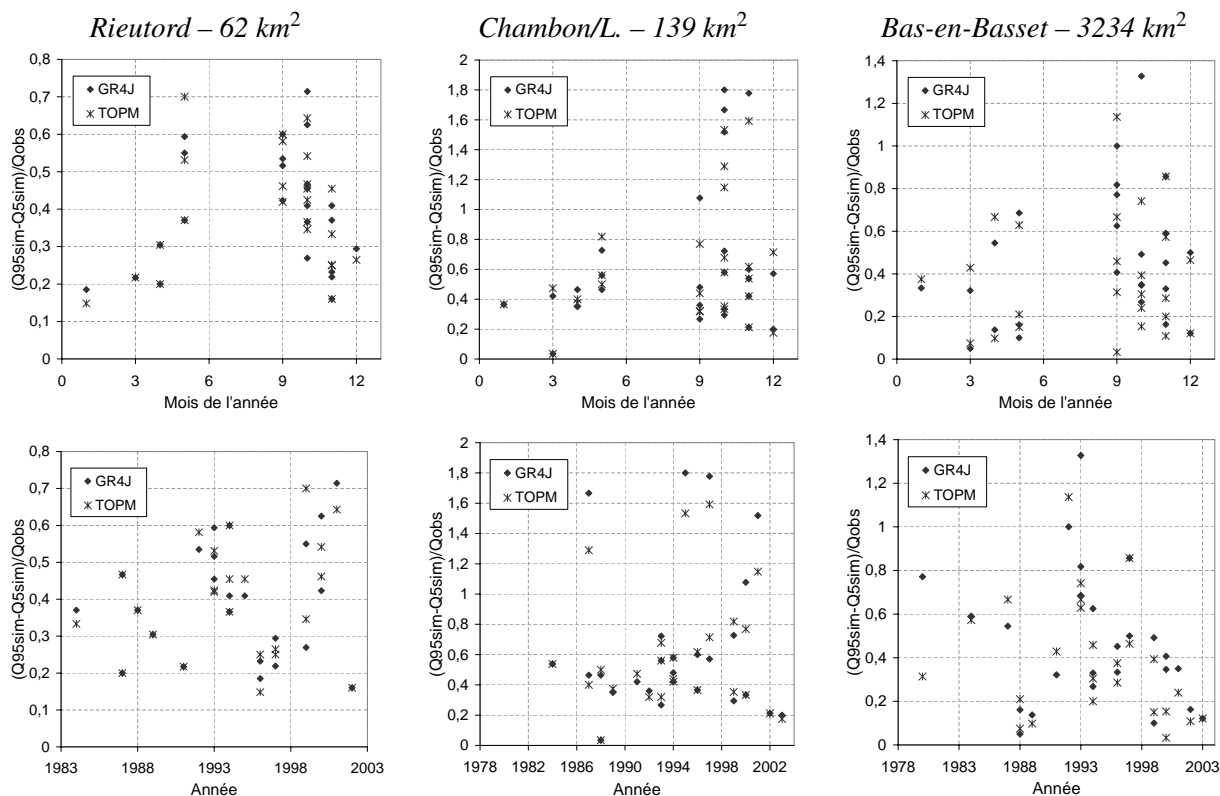 Rieutord – 62 km²
Chambon/L. – 139 km²
Bas-en-Basset – 3234 km²
(Q95sim-Q5sim)/Qobs
0,8
0,7
0,6
0,5
0,4
0,3
0,2
0,1
0
GR4J
TOPM
0 3 6 9 12
Mois de l'année
(Q95sim-Q5sim)/Qobs
2
1,8
1,6
1,4
1,2
1
0,8
0,6
0,4
0,2
0
GR4J
TOPM
0 3 6 9 12
Mois de l'année
(Q95sim-Q5sim)/Qobs
1,4
1,2
1
0,8
0,6
0,4
0,2
0
GR4J
TOPM
0 3 6 9 12
Mois de l'année
(Q95sim-Q5sim)/Qobs
0,8
0,7
0,6
0,5
0,4
0,3
0,2
0,1
0
GR4J
TOPM
1983 1988 1993 1998 2003
Année
(Q95sim-Q5sim)/Qobs
2
1,8
1,6
1,4
1,2
1
0,8
0,6
0,4
0,2
0
GR4J
TOPM
1978 1982 1986 1990 1994 1998 2002
Année
(Q95sim-Q5sim)/Qobs
1,4
1,2
1
0,8
0,6
0,4
0,2
0
GR4J
TOPM
1978 1983 1988 1993 1998 2003
Année